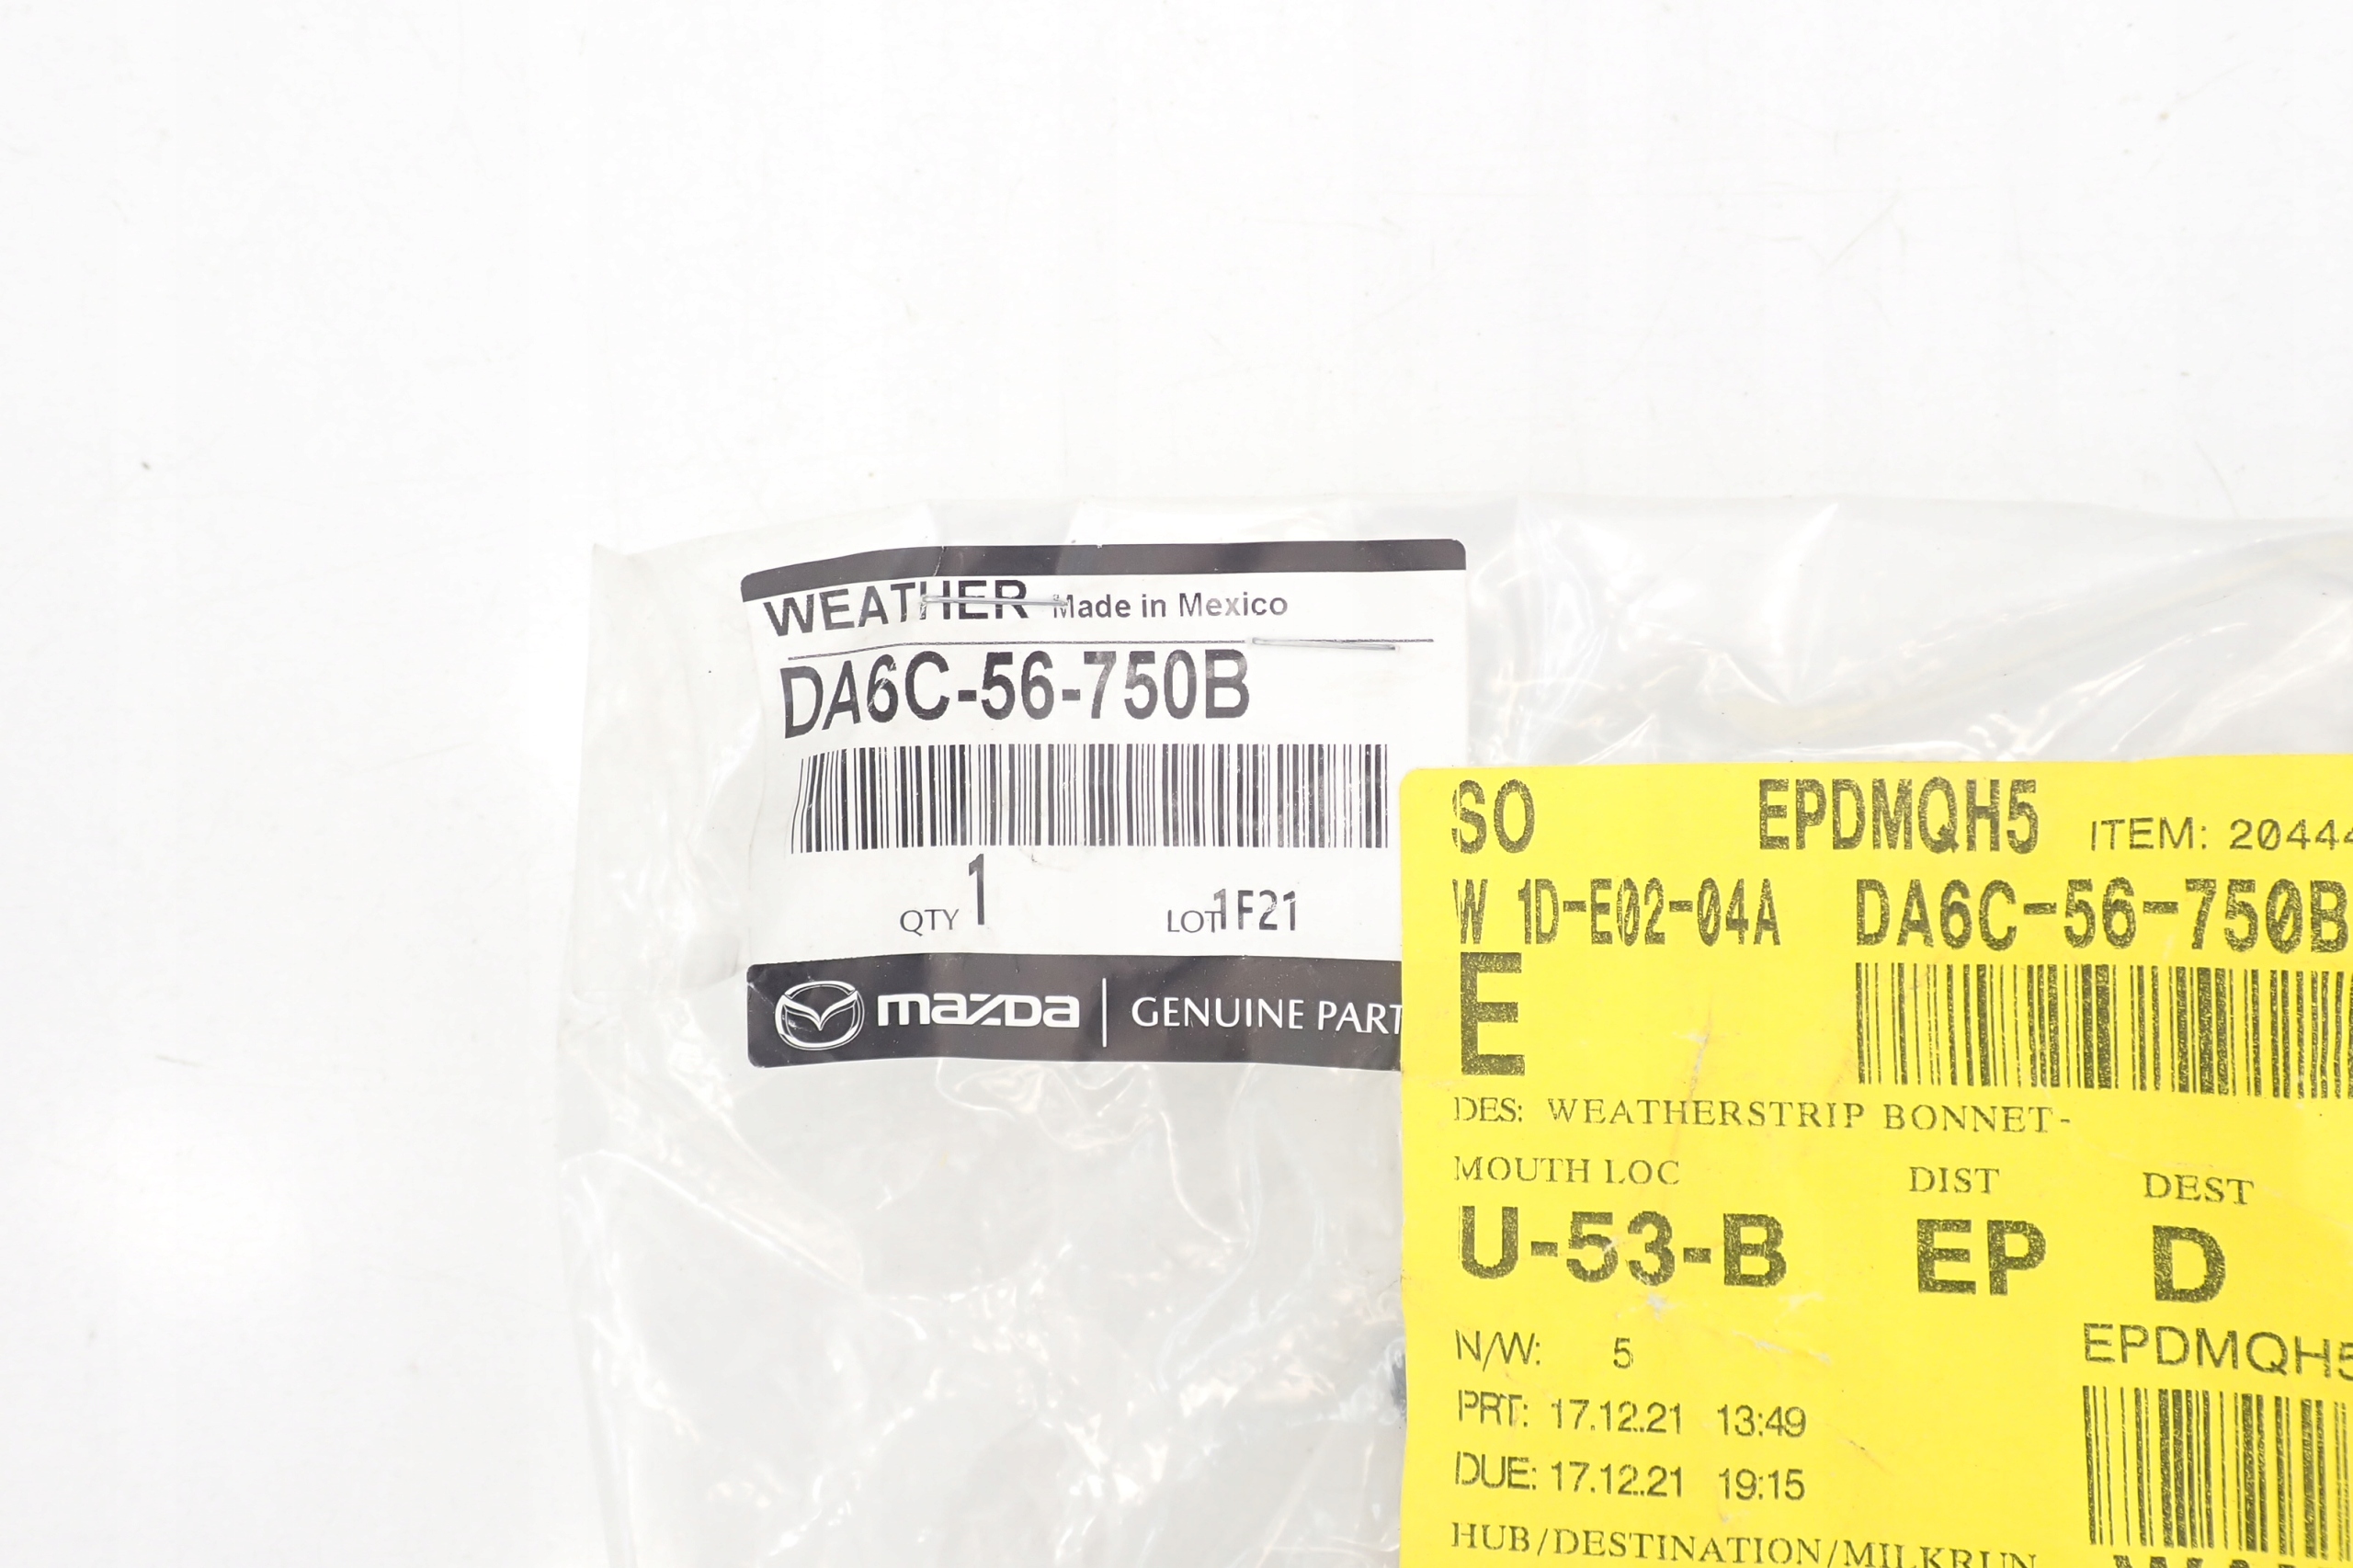 WEATHER Made in Mexico
DA6C-56-750B
QTY 1 LOT 1F21
mazda GENUINE PART
SO EPDMQH5 ITEM: 20444
W 1D-E02-04A DA6C-56-750B
E
DES: WEATHERSTRIP BONNET-
MOUTH LOC DIST DEST
U-53-B EP D
N/W: 5
EPDMQH5
PRT: 17.12.21 13:49
DUE: 17.12.21 19:15
HUB/DESTINATION/MILKRUN